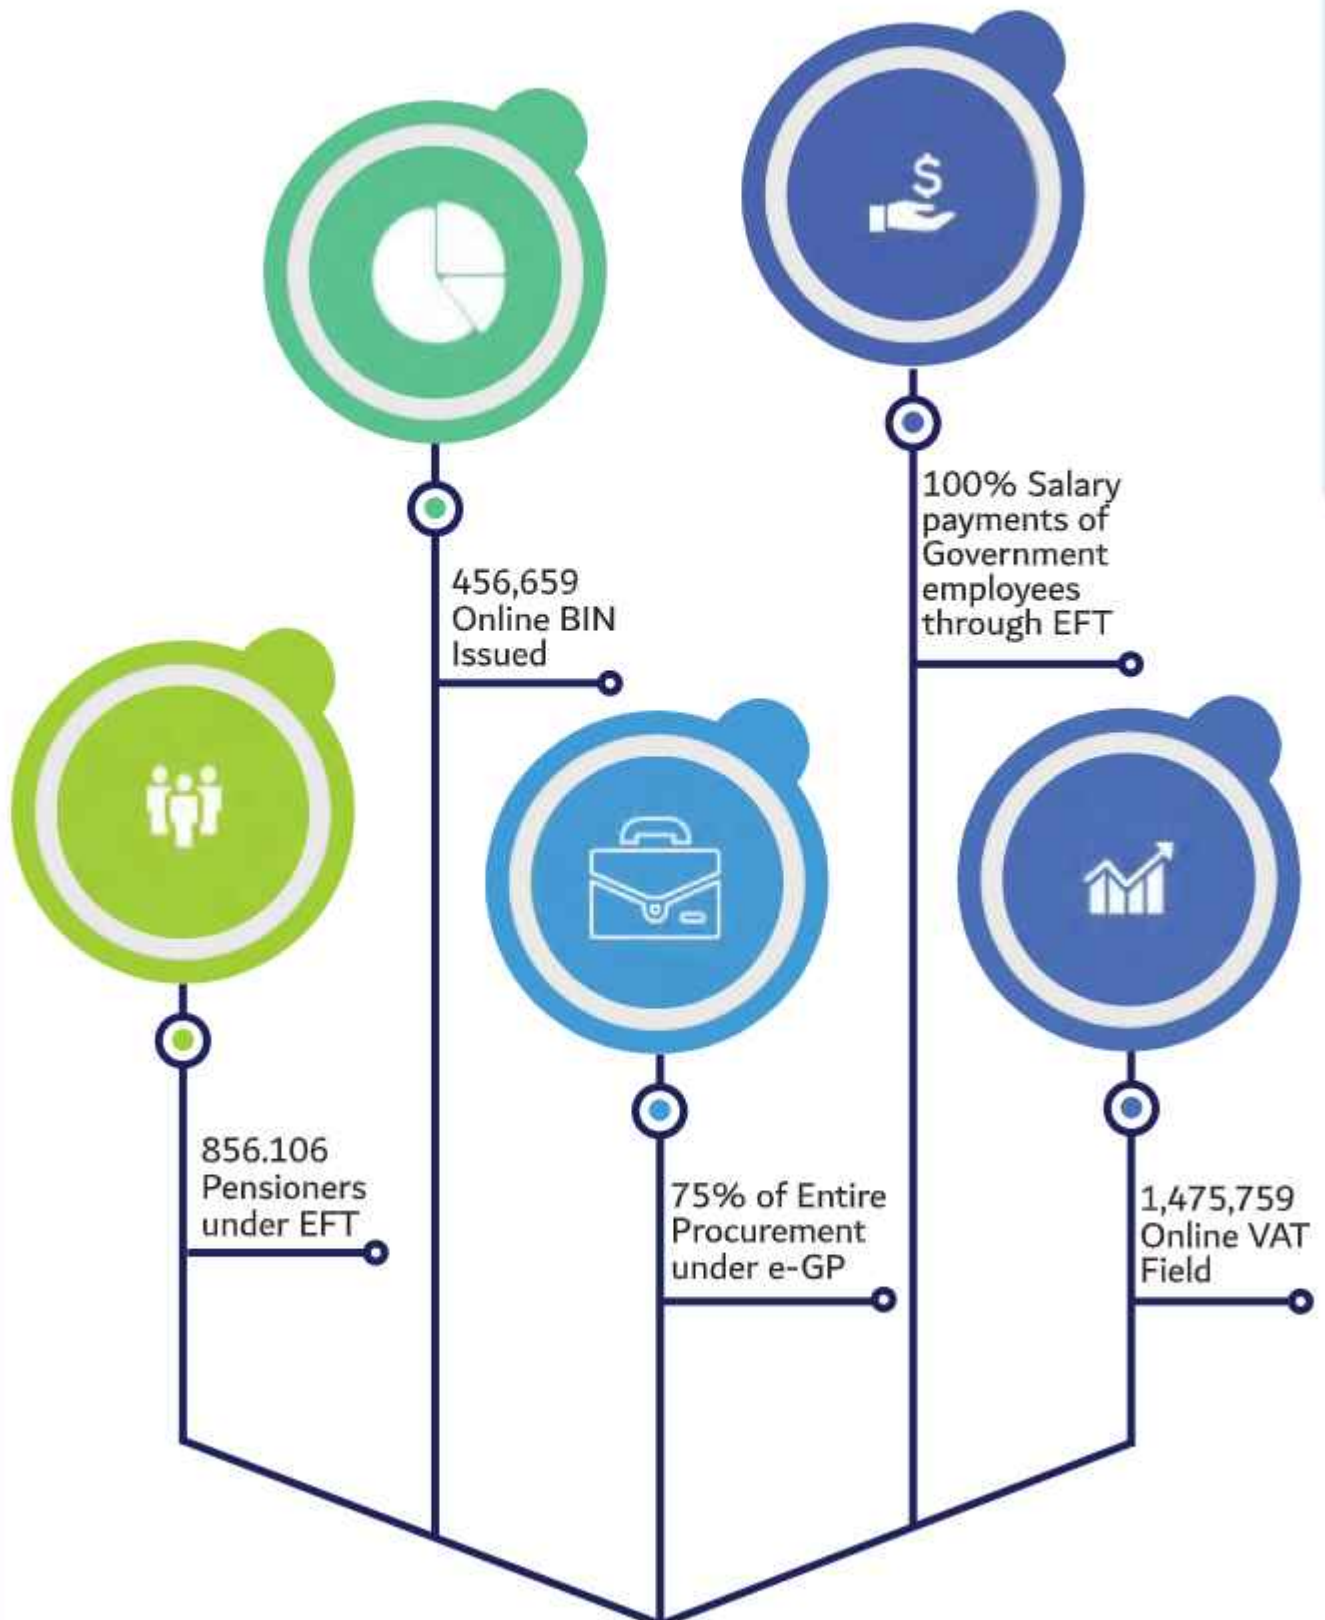 456,659
Online BIN
Issued
100% Salary
payments of
Government
employees
through EFT
856.106
Pensioners
under EFT
75% of Entire
Procurement
under e-GP
1,475,759
Online VAT
Field